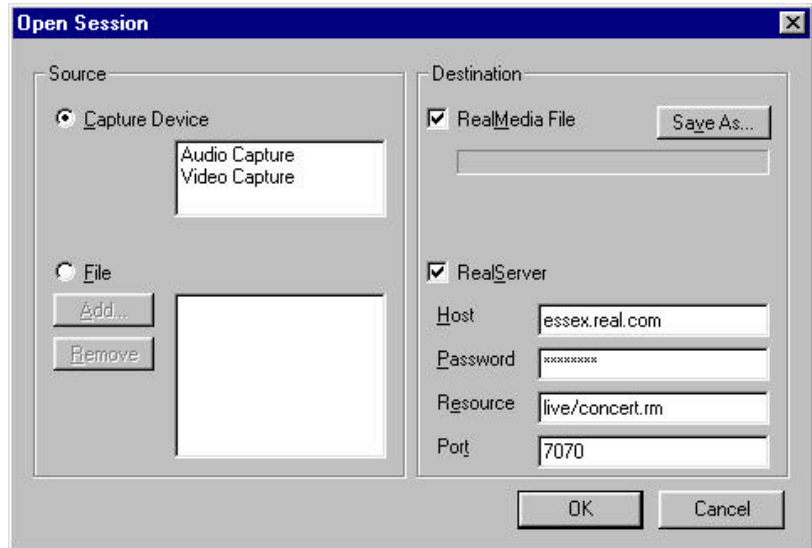 Open Session
Source
Capture Device
Audio Capture
Video Capture
File
Add...
Remove
Destination
RealMedia File
Save As...
RealServer
Host
essex.real.com
Password
xxxxxxxx
Resource
live/concert.rm
Port
7070
OK
Cancel